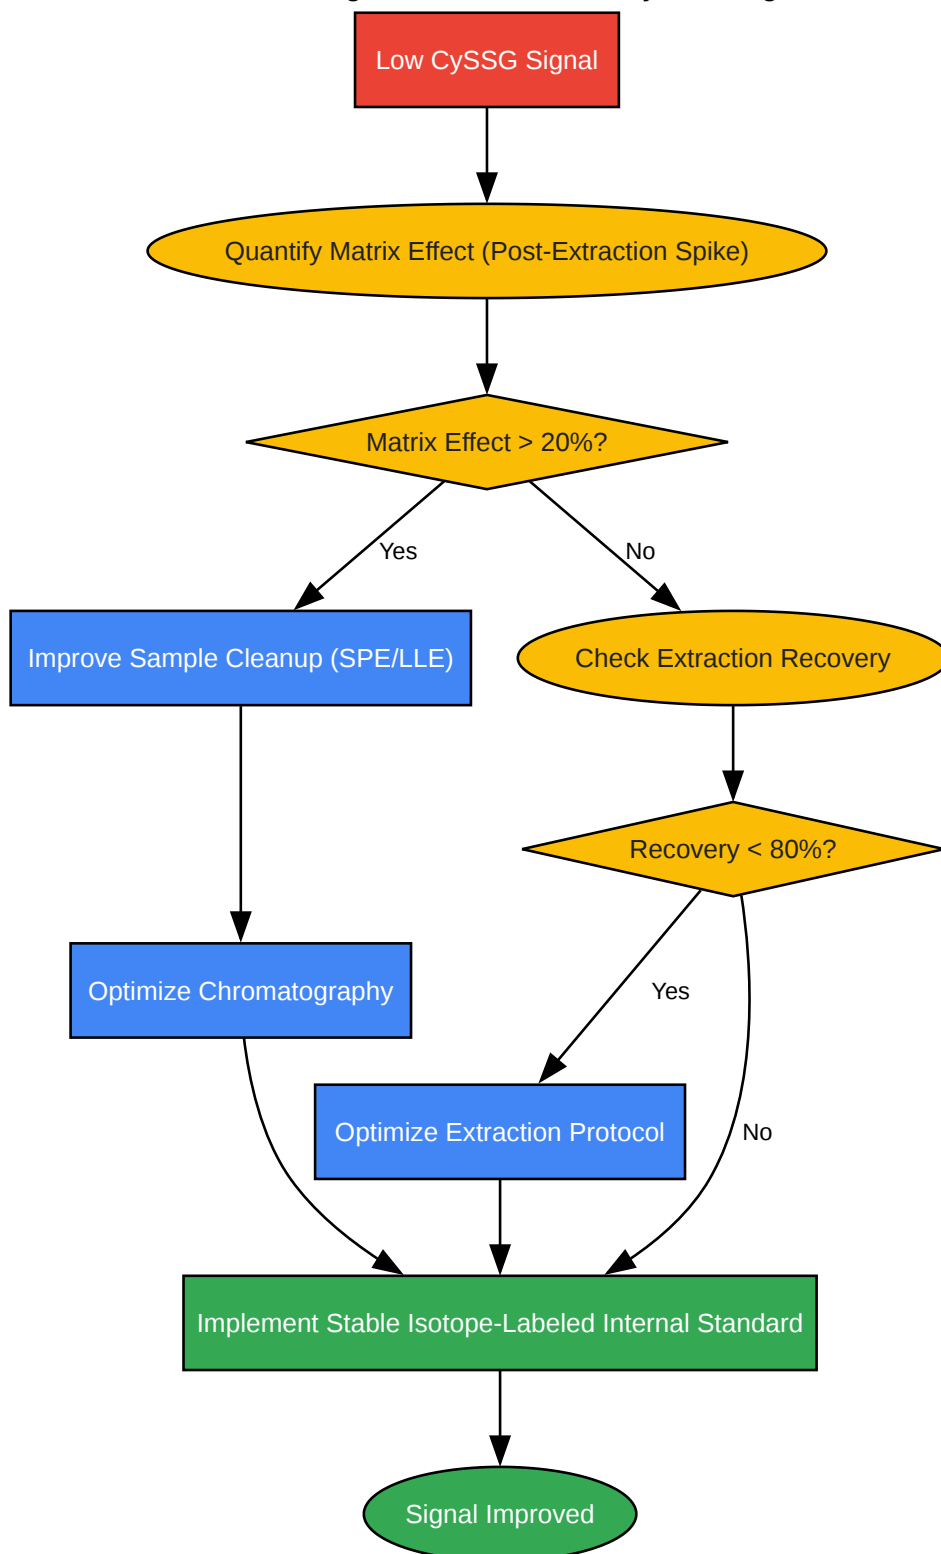 Low CySSG Signal
Quantify Matrix Effect (Post-Extraction Spike)
Matrix Effect > 20%?
Yes
No
Improve Sample Cleanup (SPE/LLE)
Check Extraction Recovery
Recovery < 80%?
Optimize Chromatography
Yes
Optimize Extraction Protocol
No
Implement Stable Isotope-Labeled Internal Standard
Signal Improved